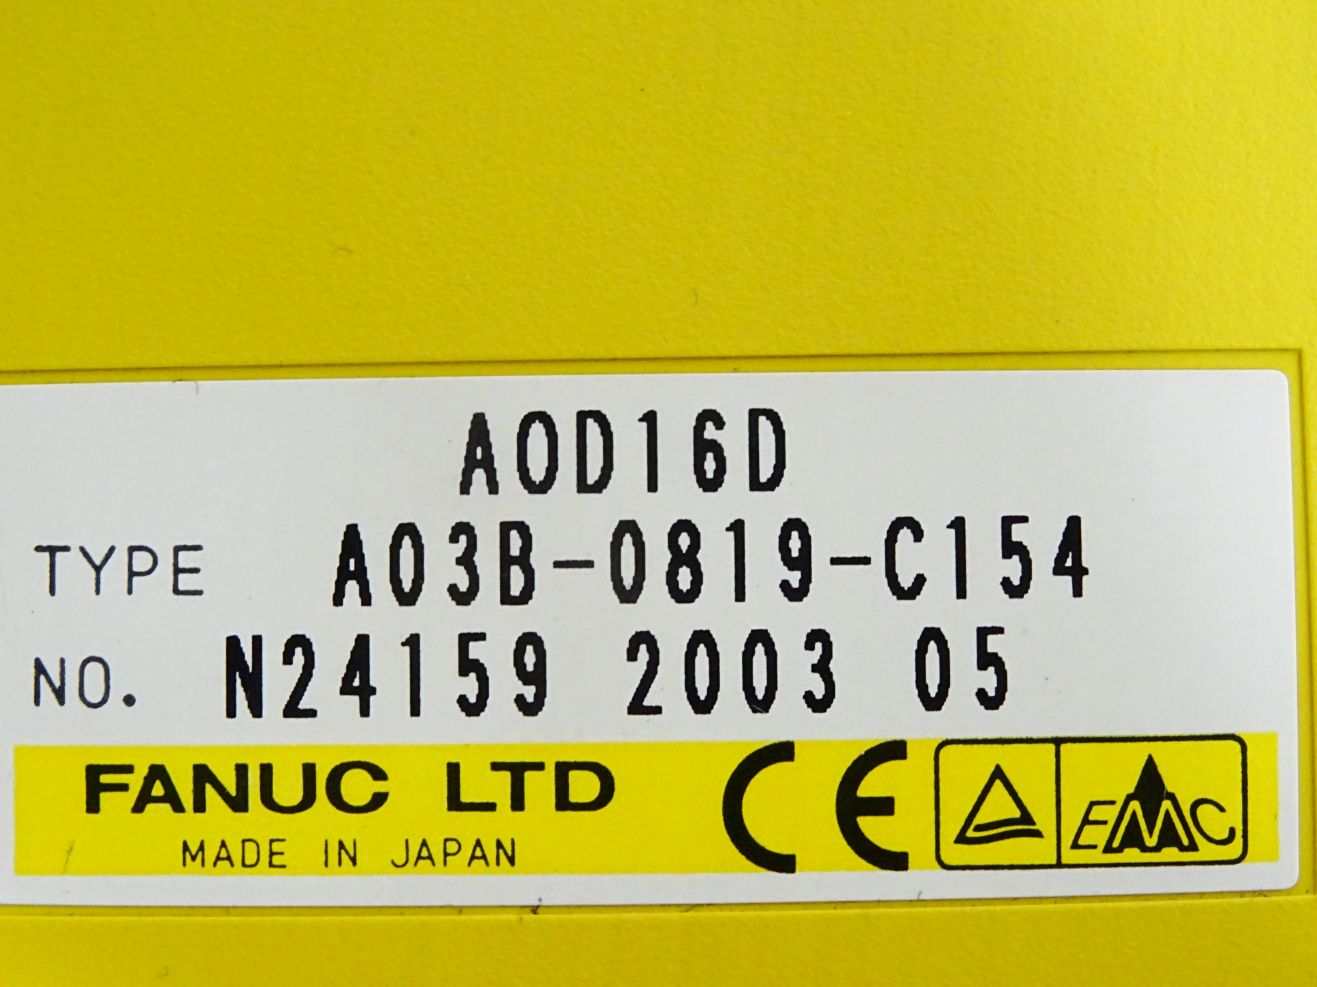 AOD16D
TYPE A03B-0819-C154
NO. N24159 2003 05
FANUC LTD CE EMC
MADE IN JAPAN